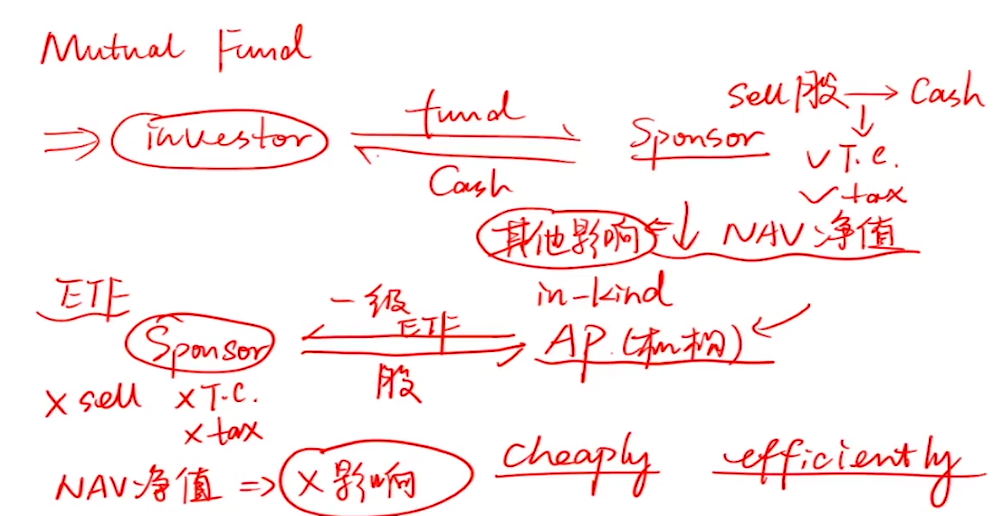 Mutual Fund
sell 股 → Cash
⇒ investor fund Sponsor ✓ T.C.
Cash ✓ tax
其他影响 ← ↓ NAV 净值
ETF 一级 in-kind
Sponsor ETF AP.(机构)
股
× sell × T.C.
× tax
NAV 净值 ⇒ × 影响 cheaply efficiently